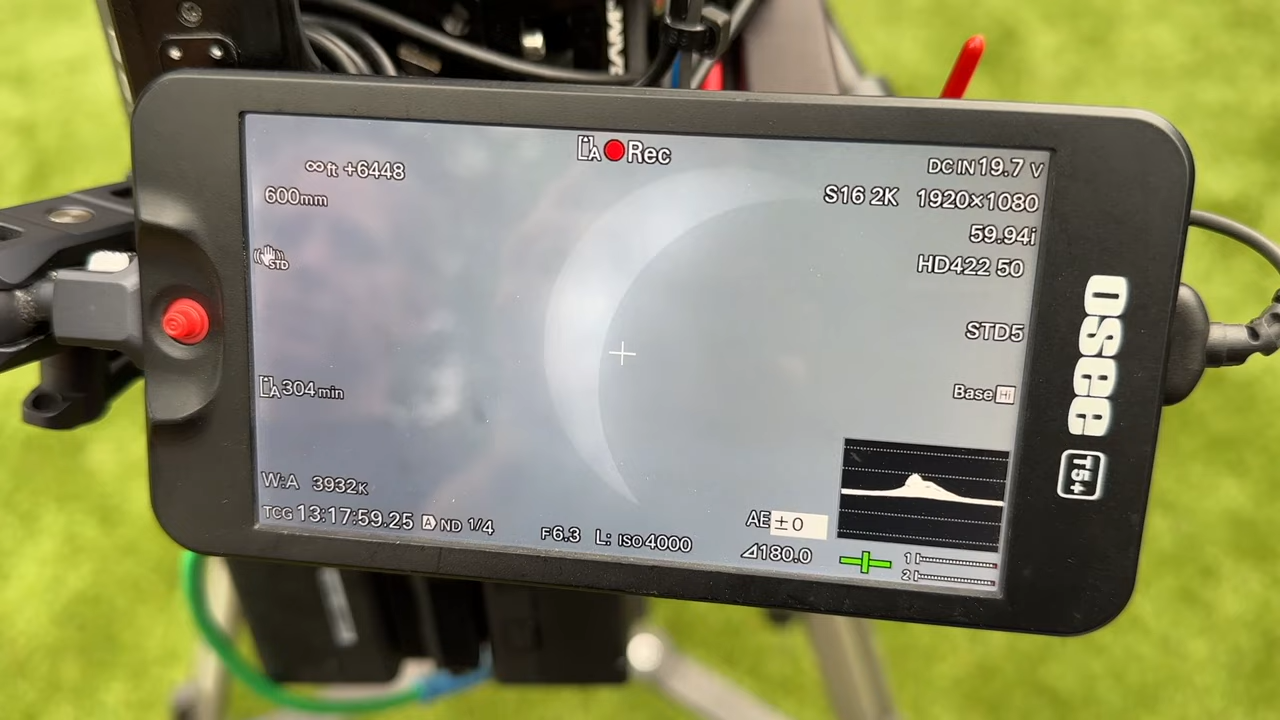 A Rec
∞ft +6448
DC IN 19.7 V
600mm
S16 2K 1920×1080
59.94i
STD
HD422 50
STD5
A 304 min
Base Hi
W:A 3932K
TCG 13:17:59.25 A ND 1/4
F6.3 L: ISO 4000
AE ±0
⊿180.0
1
2
OSEE
T5+